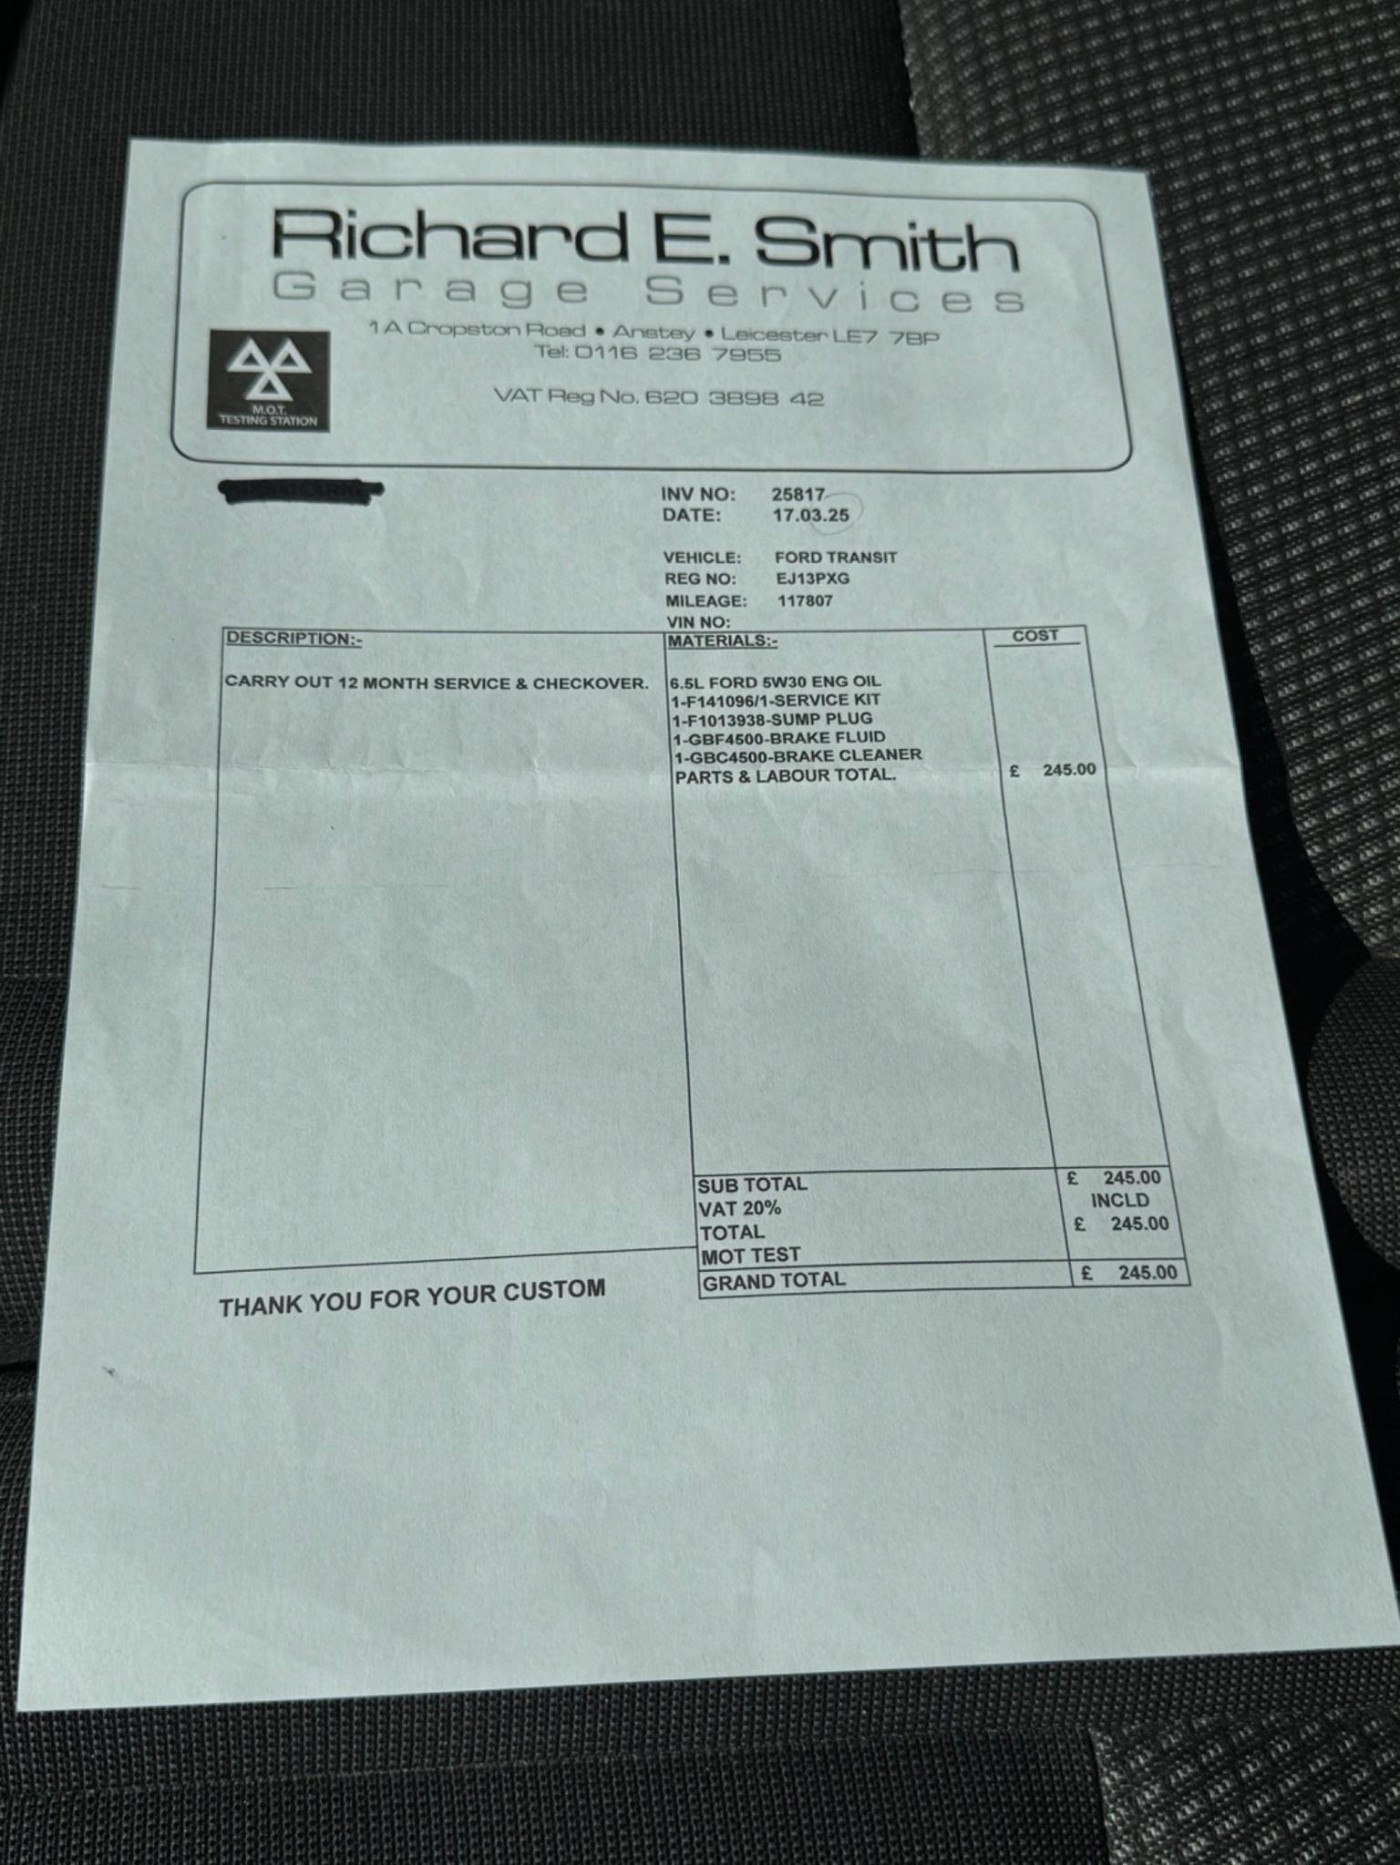 Richard E. Smith
Garage Services
1A Cropston Road • Anstey • Leicester LE7 7BP
Tel: 0116 236 7955
VAT Reg No. 620 3898 42
M.O.T.
TESTING STATION
INV NO: 25817
DATE: 17.03.25
VEHICLE: FORD TRANSIT
REG NO: EJ13PXG
MILEAGE: 117807
VIN NO:
DESCRIPTION:- MATERIALS:- COST
CARRY OUT 12 MONTH SERVICE & CHECKOVER. 6.5L FORD 5W30 ENG OIL
1-F141096/1-SERVICE KIT
1-F1013938-SUMP PLUG
1-GBF4500-BRAKE FLUID
1-GBC4500-BRAKE CLEANER
PARTS & LABOUR TOTAL. £ 245.00
SUB TOTAL £ 245.00
VAT 20% INCLD
TOTAL £ 245.00
MOT TEST
GRAND TOTAL £ 245.00
THANK YOU FOR YOUR CUSTOM